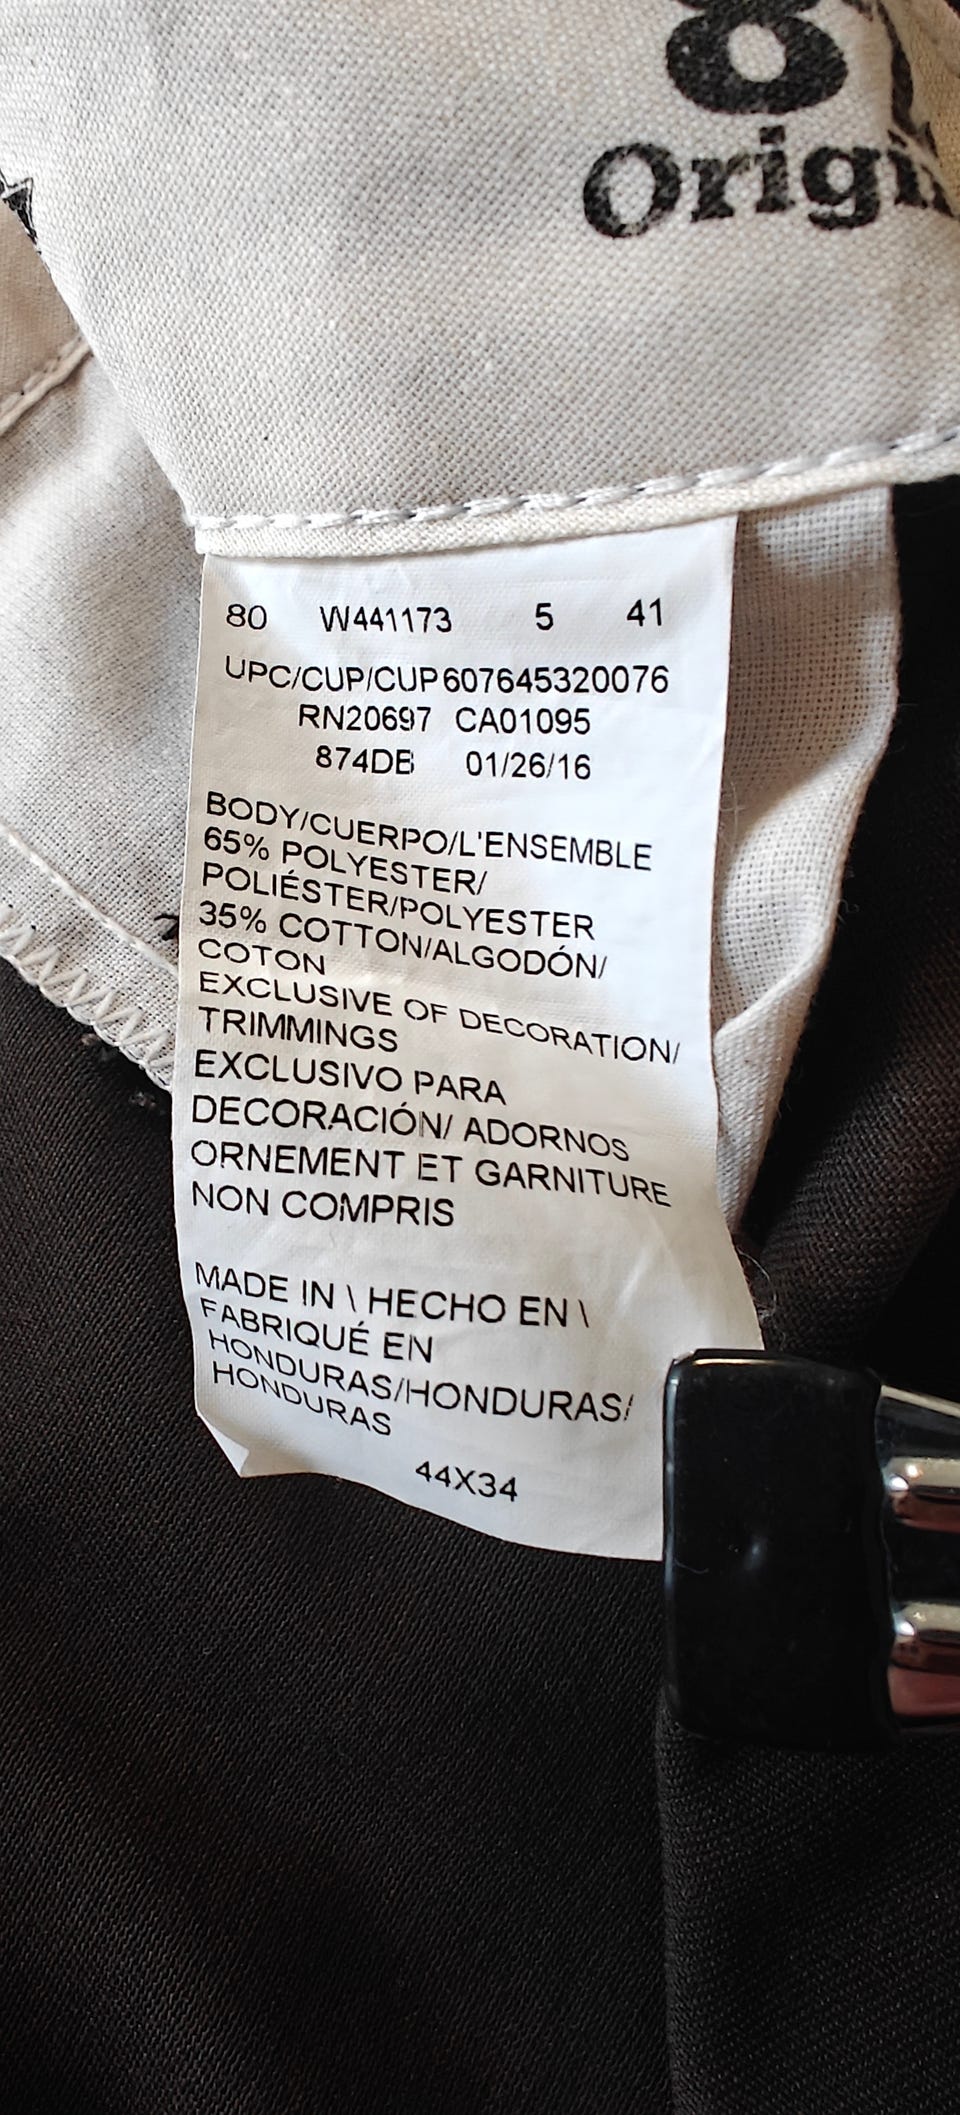 8
Orig
80 W441173 5 41
UPC/CUP/CUP 607645320076
RN20697 CA01095
874DB 01/26/16
BODY/CUERPO/L'ENSEMBLE
65% POLYESTER/
POLIÉSTER/POLYESTER
35% COTTON/ALGODÓN/
COTON
EXCLUSIVE OF DECORATION/
TRIMMINGS
EXCLUSIVO PARA
DECORACIÓN/ ADORNOS
ORNEMENT ET GARNITURE
NON COMPRIS
MADE IN \ HECHO EN \
FABRIQUÉ EN
HONDURAS/HONDURAS/
HONDURAS
44X34